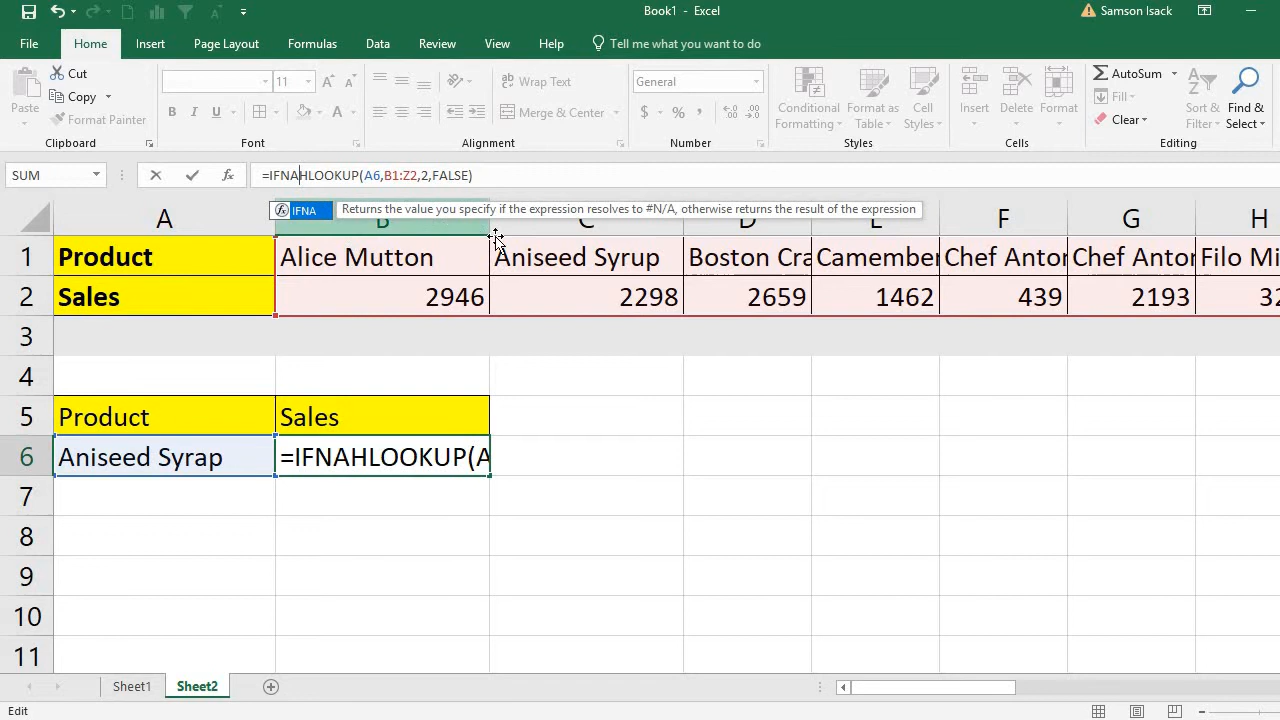 Book1 - Excel
Samson Isack
File Home Insert Page Layout Formulas Data Review View Help Tell me what you want to do
Paste
Cut
Copy
Format Painter
Clipboard
11
A A
B I U A
Font
Wrap Text
Merge & Center
Alignment
General
$ % ,
Number
Conditional Formatting
Format as Table
Cell Styles
Styles
Insert
Delete
Format
Cells
AutoSum
Fill
Clear
Sort & Filter
Find & Select
Editing
SUM
fx
=IFNAHLOOKUP(A6,B1:Z2,2,FALSE)
IFNA Returns the value you specify if the expression resolves to #N/A, otherwise returns the result of the expression
A B C D E F G H
1 Product Alice Mutton Aniseed Syrup Boston Cra Camember Chef Antor Chef Antor Filo Mi
2 Sales 2946 2298 2659 1462 439 2193 32
3
4
5 Product Sales
6 Aniseed Syrap =IFNAHLOOKUP(A
7
8
9
10
11
Sheet1 Sheet2
Edit